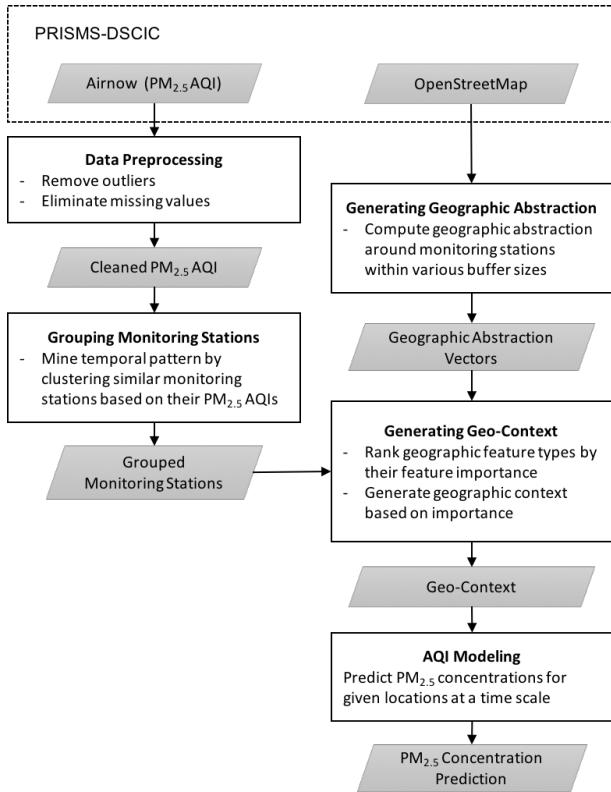 PRISMS-DSCIC
Airnow (PM2.5 AQI)
OpenStreetMap
Data Preprocessing
- Remove outliers
- Eliminate missing values
Cleaned PM2.5 AQI
Grouping Monitoring Stations
- Mine temporal pattern by
clustering similar monitoring
stations based on their PM2.5 AQIs
Grouped
Monitoring Stations
Generating Geographic Abstraction
- Compute geographic abstraction
around monitoring stations
within various buffer sizes
Geographic Abstraction
Vectors
Generating Geo-Context
- Rank geographic feature types by
their feature importance
- Generate geographic context
based on importance
Geo-Context
AQI Modeling
Predict PM2.5 concentrations for
given locations at a time scale
PM2.5 Concentration
Prediction